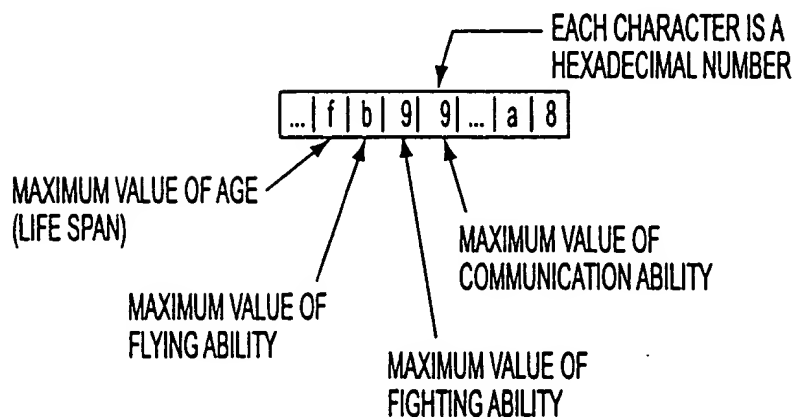 EACH CHARACTER IS A
HEXADECIMAL NUMBER
... | f | b | 9 | 9 | ... | a | 8
MAXIMUM VALUE OF AGE
(LIFE SPAN)
MAXIMUM VALUE OF
COMMUNICATION ABILITY
MAXIMUM VALUE OF
FLYING ABILITY
MAXIMUM VALUE OF
FIGHTING ABILITY